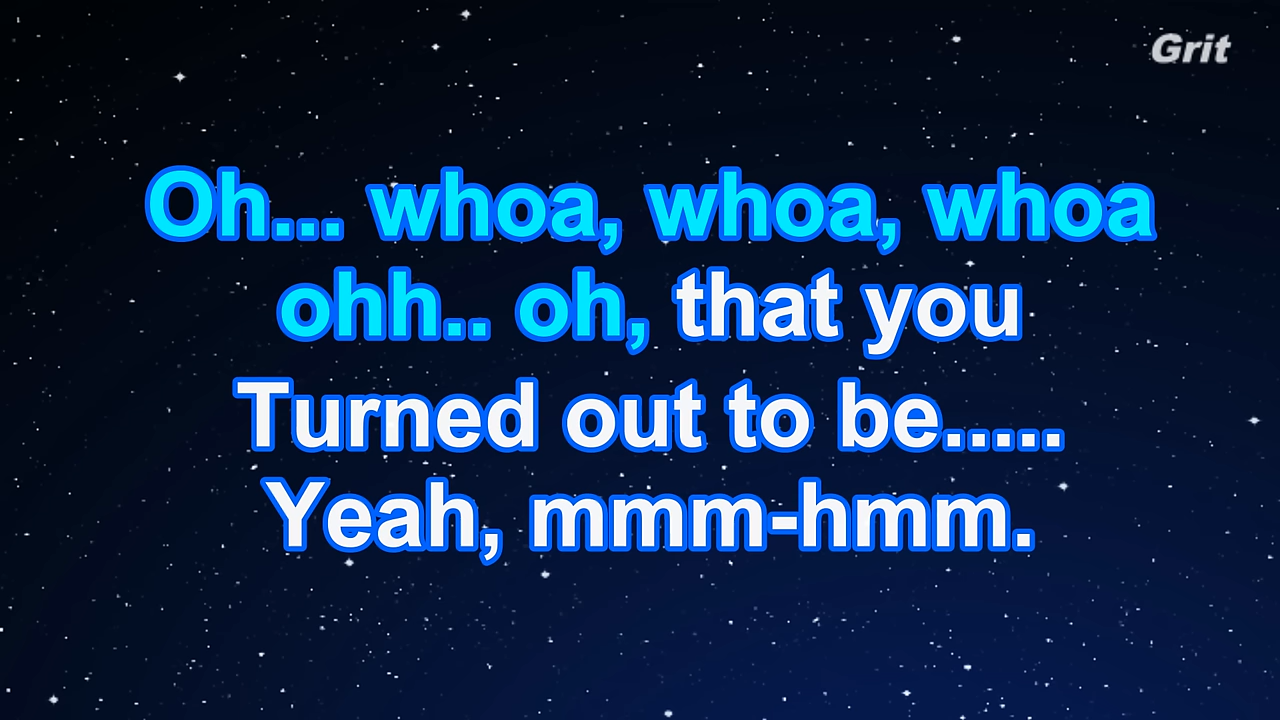 Grit
Oh... whoa, whoa, whoa
ohh.. oh, that you
Turned out to be.....
Yeah, mmm-hmm.